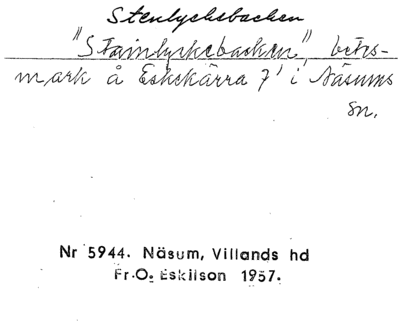 Stenlyckebacken
"Stainlyckebacken", betes-
mark å Eskekärra 7' i Näsums
sn.
Nr 5944. Näsum, Villands hd
Fr.O. Eskilson 1957.